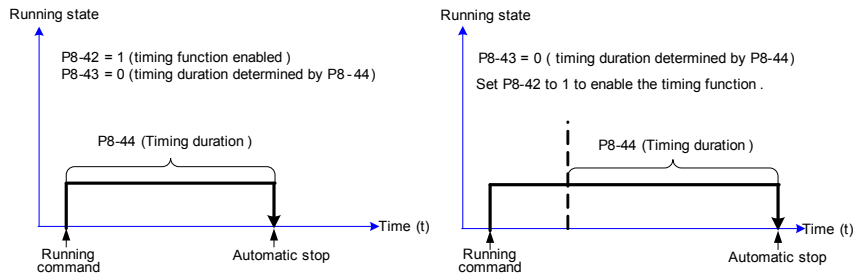 Running state
P8-42 = 1 (timing function enabled )
P8-43 = 0 (timing duration determined by P8-44)
P8-44 (Timing duration )
Time (t)
Running
command
Automatic stop
Running state
P8-43 = 0 ( timing duration determined by P8-44)
Set P8-42 to 1 to enable the timing function .
P8-44 (Timing duration )
Time (t)
Running
command
Automatic stop